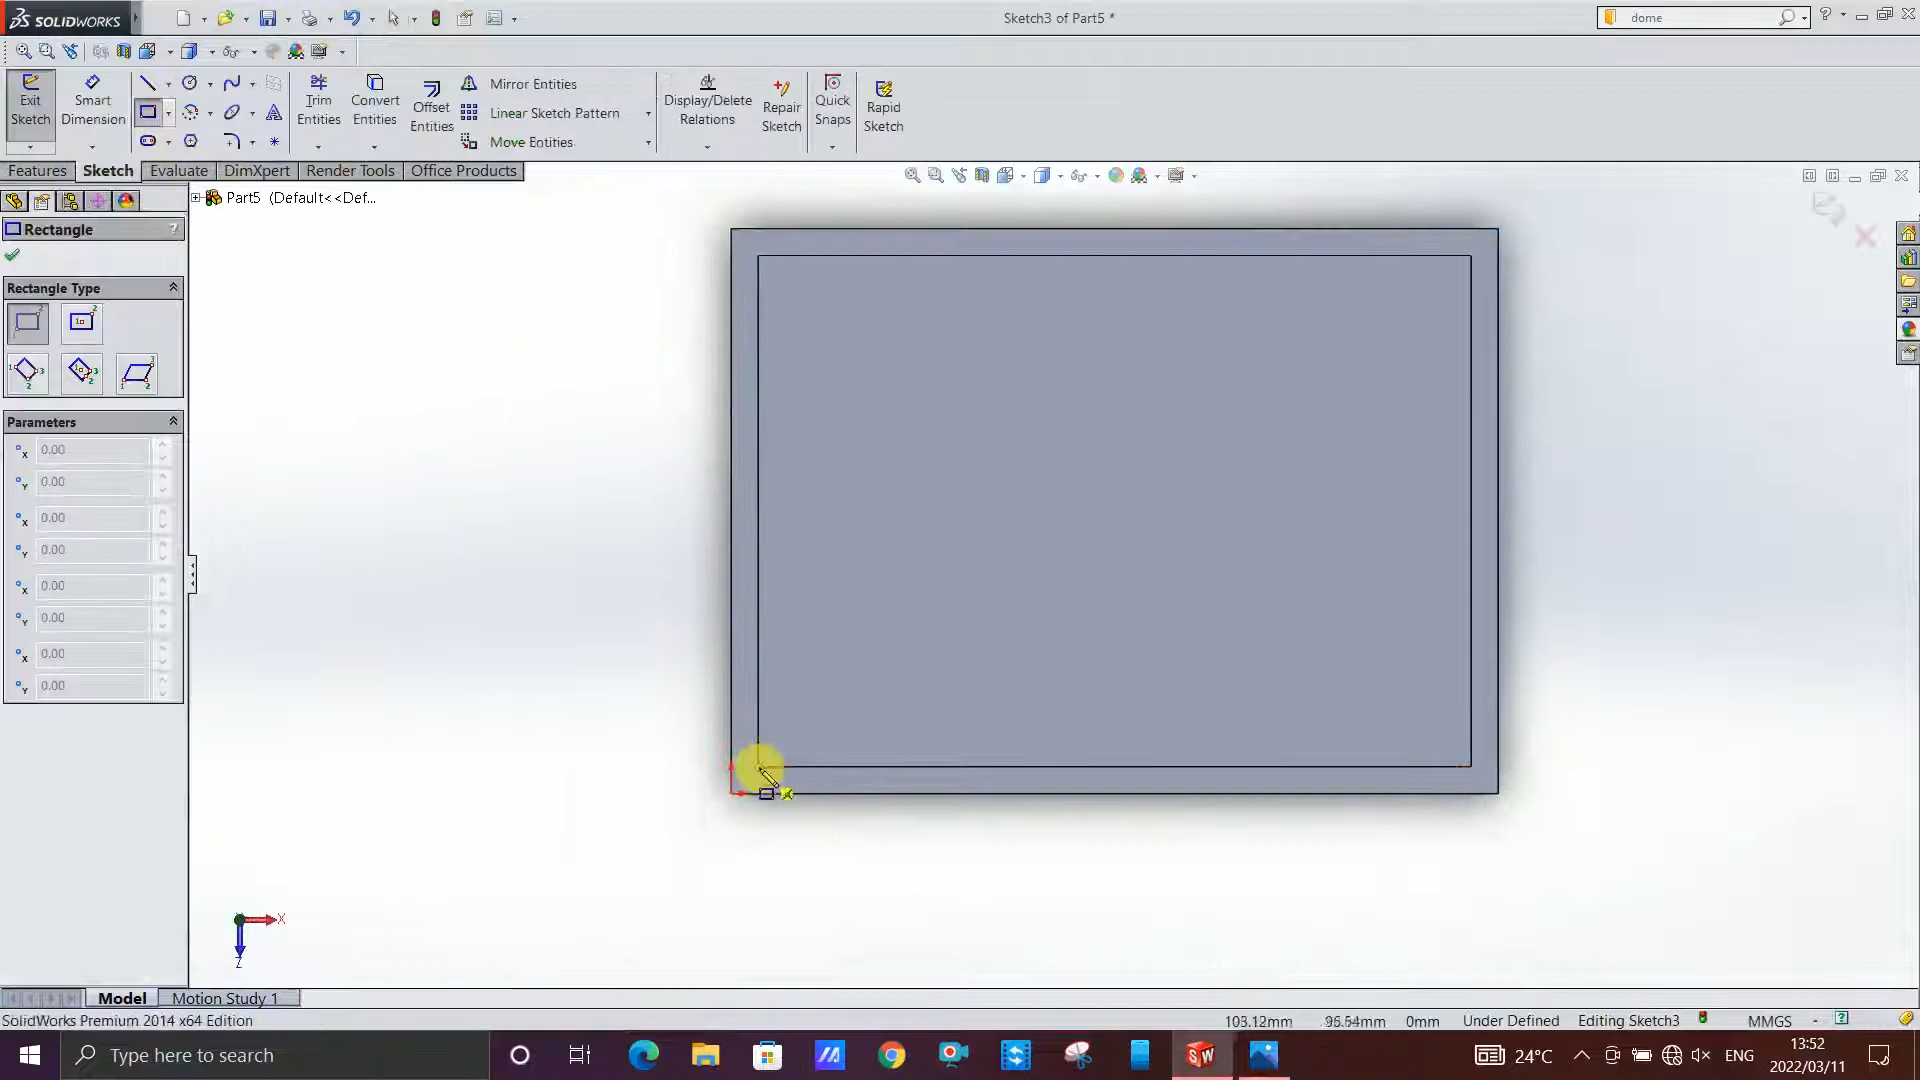 SOLIDWORKS
Sketch3 of Part5 *
dome
Exit Sketch
Smart Dimension
Trim Entities
Convert Entities
Offset Entities
Mirror Entities
Linear Sketch Pattern
Move Entities
Display/Delete Relations
Repair Sketch
Quick Snaps
Rapid Sketch
Features
Sketch
Evaluate
DimXpert
Render Tools
Office Products
Part5 (Default<<Def...
Rectangle
?
Rectangle Type
Parameters
X 0.00
Y 0.00
X 0.00
Y 0.00
X 0.00
Y 0.00
X 0.00
Y 0.00
X
Z
Model
Motion Study 1
SolidWorks Premium 2014 x64 Edition
103.12mm
0mm
Under Defined
Editing Sketch3
MMGS
Type here to search
24°C
ENG
13:52
2022/03/11